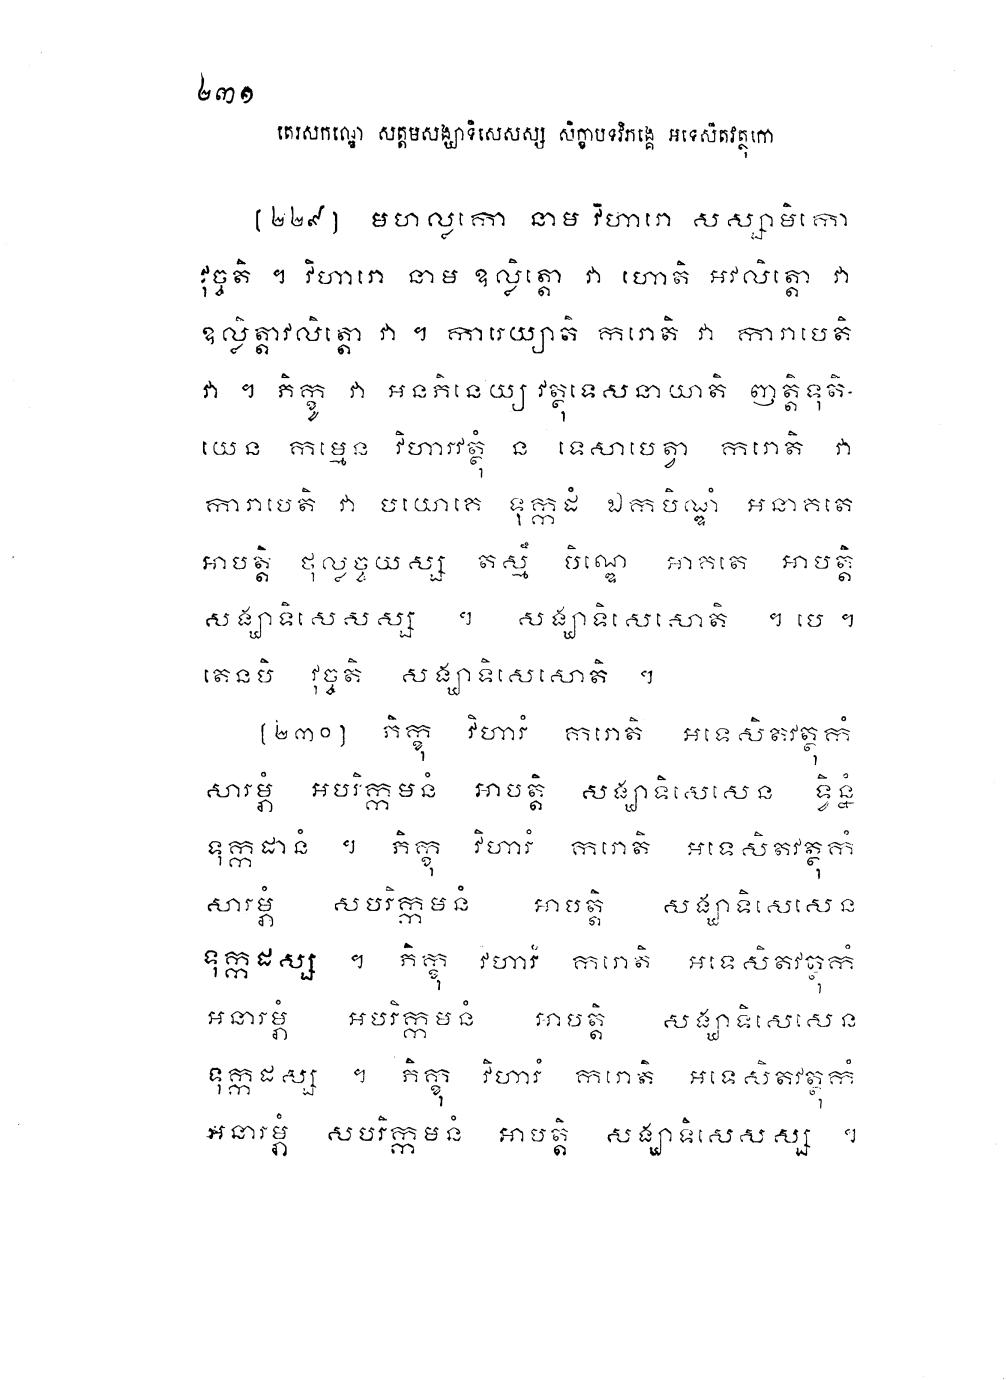 ២៣១
តេរសកណ្ឌោ សត្តមសង្ឃាទិសេសស្ស សិក្ខាបទវិភង្គេ អទេសិតវត្ថុកោ
[២២៩] មហល្លកោ នាម វិហារោ សស្សាមិកោ
វុច្ចតិ ។ វិហារោ នាម ឧល្លិត្តោ វា ហោតិ អវលិត្តោ វា
ឧល្លិត្តាវលិត្តោ វា ។ ការេយ្យាតិ ករោតិ វា ការាបេតិ
វា ។ ភិក្ខូ វា អនភិនេយ្យ វត្ថុទេសនាយាតិ ញត្តិទុតិ-
យេន កម្មេន វិហារវត្ថុំ ន ទេសាបេត្វា ករោតិ វា
ការាបេតិ វា បយោគេ ទុក្កដំ ឯកបិណ្ឌំ អនាគតេ
អាបត្តិ ថុល្លច្ចយស្ស តស្មឹ បិណ្ឌេ អាគតេ អាបត្តិ
សង្ឃាទិសេសស្ស ។ សង្ឃាទិសេសោតិ ។ បេ ។
តេនបិ វុច្ចតិ សង្ឃាទិសេសោតិ ។
[២៣០] ភិក្ខុ វិហារំ ករោតិ អទេសិតវត្ថុកំ
សារម្ភំ អបរិក្កមនំ អាបត្តិ សង្ឃាទិសេសេន ទ្វិន្នំ
ទុក្កដានំ ។ ភិក្ខុ វិហារំ ករោតិ អទេសិតវត្ថុកំ
សារម្ភំ សបរិក្កមនំ អាបត្តិ សង្ឃាទិសេសេន
ទុក្កដស្ស ។ ភិក្ខុ វិហារំ ករោតិ អទេសិតវត្ថុកំ
អនារម្ភំ អបរិក្កមនំ អាបត្តិ សង្ឃាទិសេសេន
ទុក្កដស្ស ។ ភិក្ខុ វិហារំ ករោតិ អទេសិតវត្ថុកំ
អនារម្ភំ សបរិក្កមនំ អាបត្តិ សង្ឃាទិសេសស្ស ។